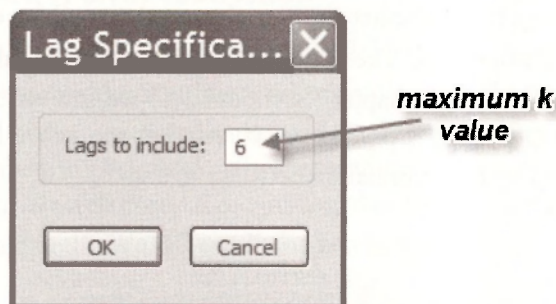 Lag Specifica...
Lags to include: 6
maximum k
value
OK Cancel